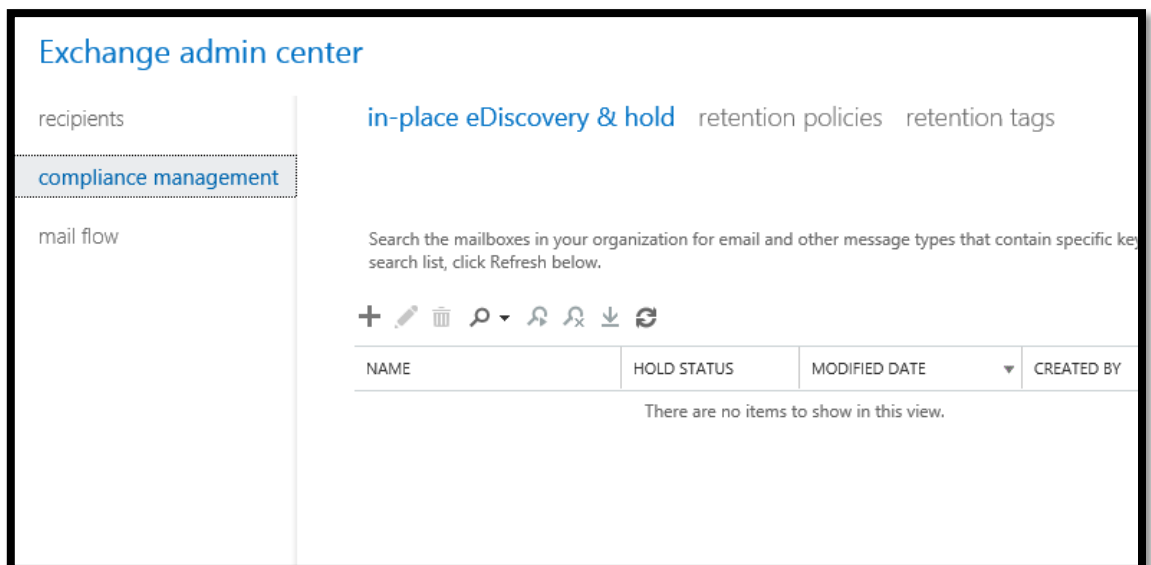 Exchange admin center
recipients
compliance management
mail flow
in-place eDiscovery & hold retention policies retention tags
Search the mailboxes in your organization for email and other message types that contain specific
search list, click Refresh below.
NAME HOLD STATUS MODIFIED DATE CREATED BY
There are no items to show in this view.